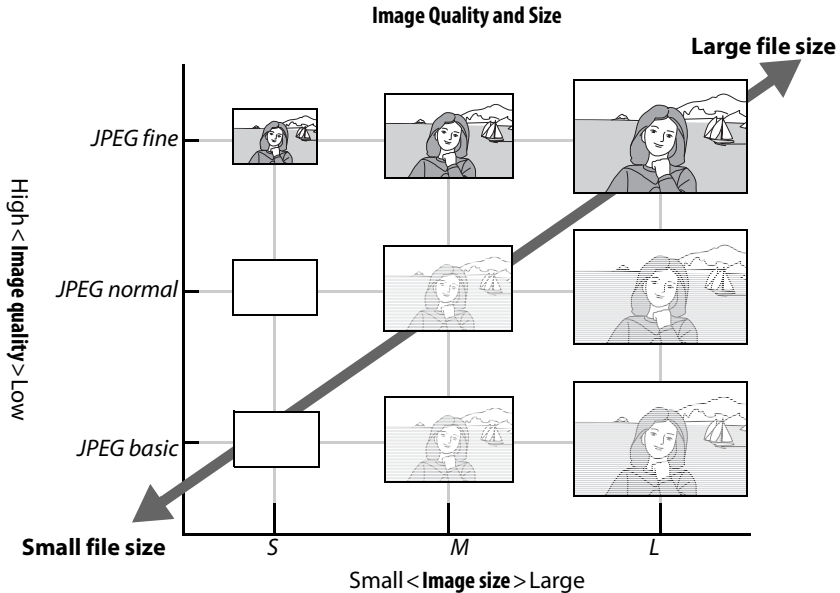 Image Quality and Size
Large file size
JPEG fine
JPEG normal
JPEG basic
High < Image quality > Low
Small file size
S
M
L
Small < Image size > Large